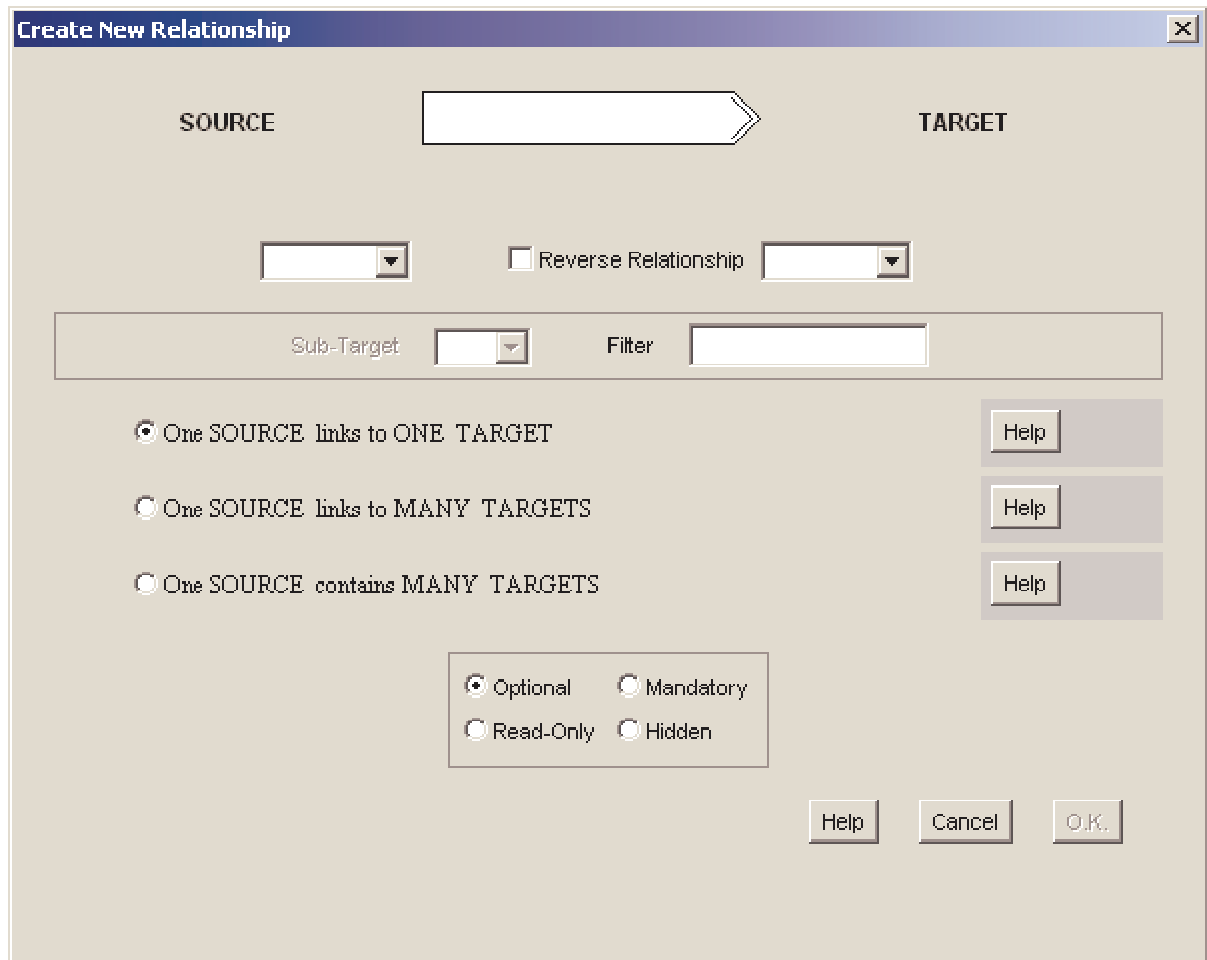 Create New Relationship
SOURCE TARGET
Reverse Relationship
Sub-Target Filter
One SOURCE links to ONE TARGET Help
One SOURCE links to MANY TARGETS Help
One SOURCE contains MANY TARGETS Help
Optional Mandatory
Read-Only Hidden
Help Cancel O.K.